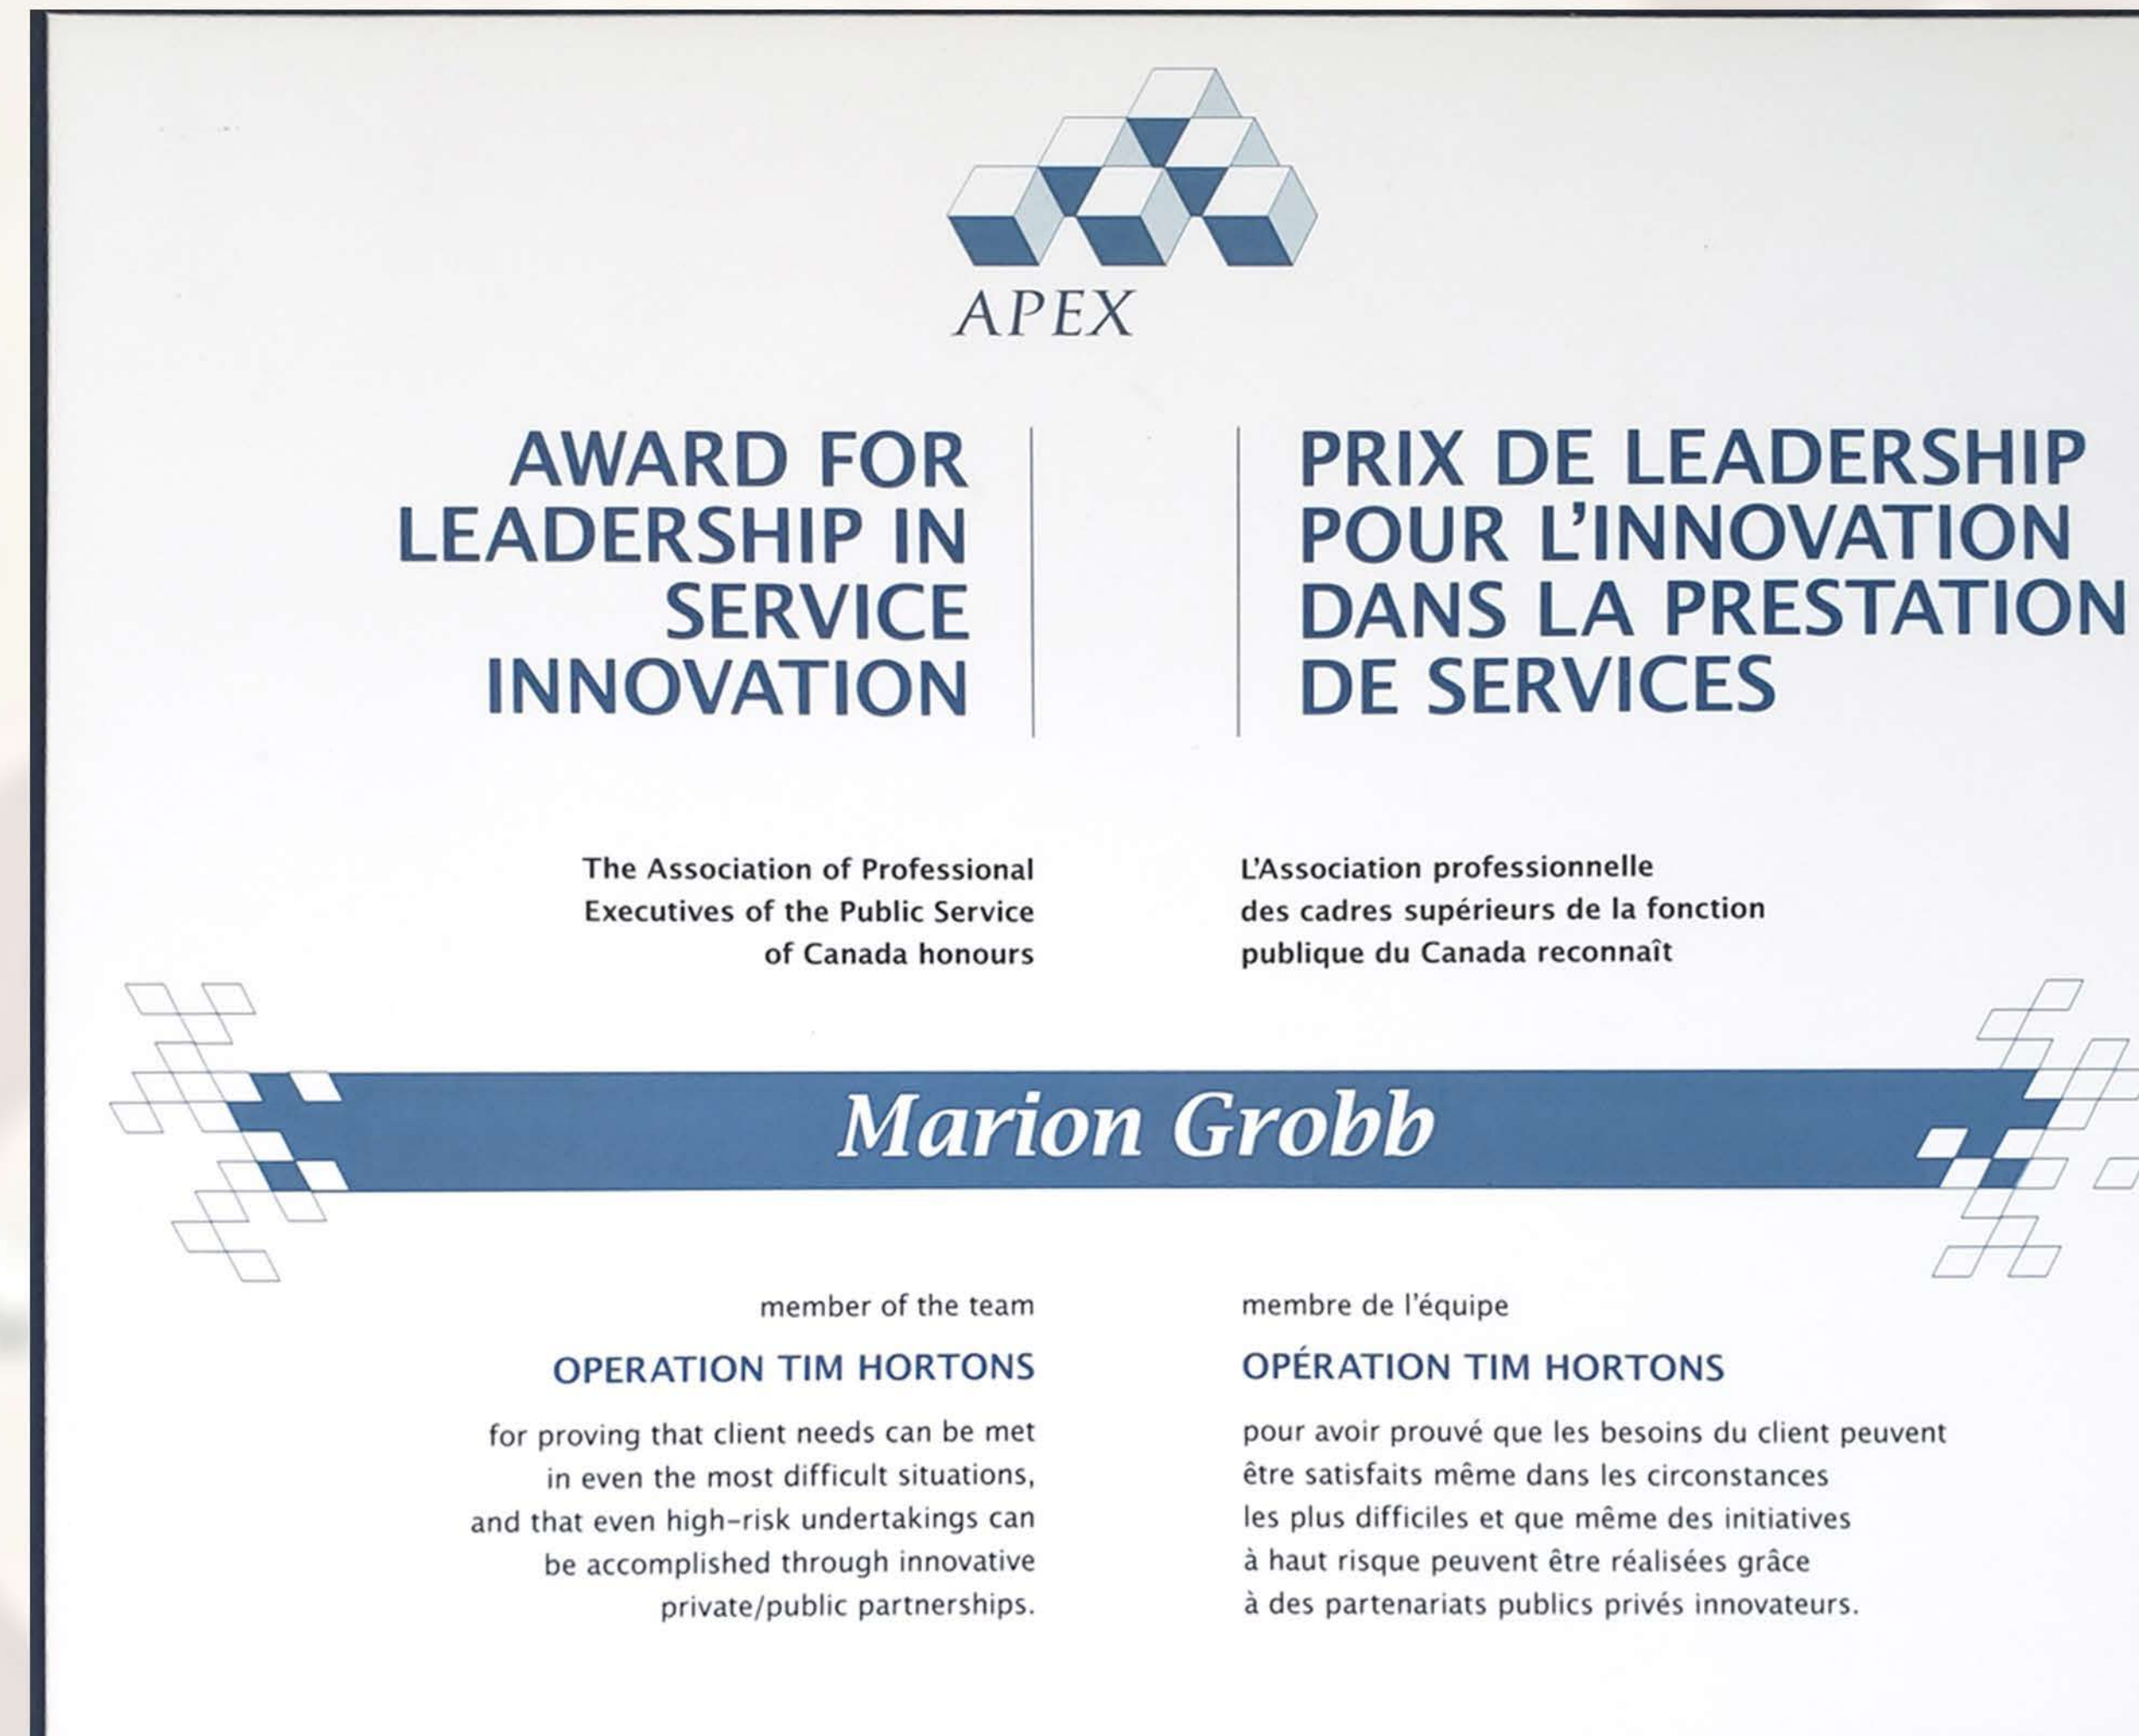 APEX
AWARD FOR
LEADERSHIP IN
SERVICE
INNOVATION
PRIX DE LEADERSHIP
POUR L'INNOVATION
DANS LA PRESTATION
DE SERVICES
The Association of Professional
Executives of the Public Service
of Canada honours
L'Association professionnelle
des cadres supérieurs de la fonction
publique du Canada reconnaît
Marion Grobb
member of the team
OPERATION TIM HORTONS
for proving that client needs can be met
in even the most difficult situations,
and that even high-risk undertakings can
be accomplished through innovative
private/public partnerships.
membre de l'équipe
OPÉRATION TIM HORTONS
pour avoir prouvé que les besoins du client peuvent
être satisfaits même dans les circonstances
les plus difficiles et que même des initiatives
à haut risque peuvent être réalisées grâce
à des partenariats publics privés innovateurs.